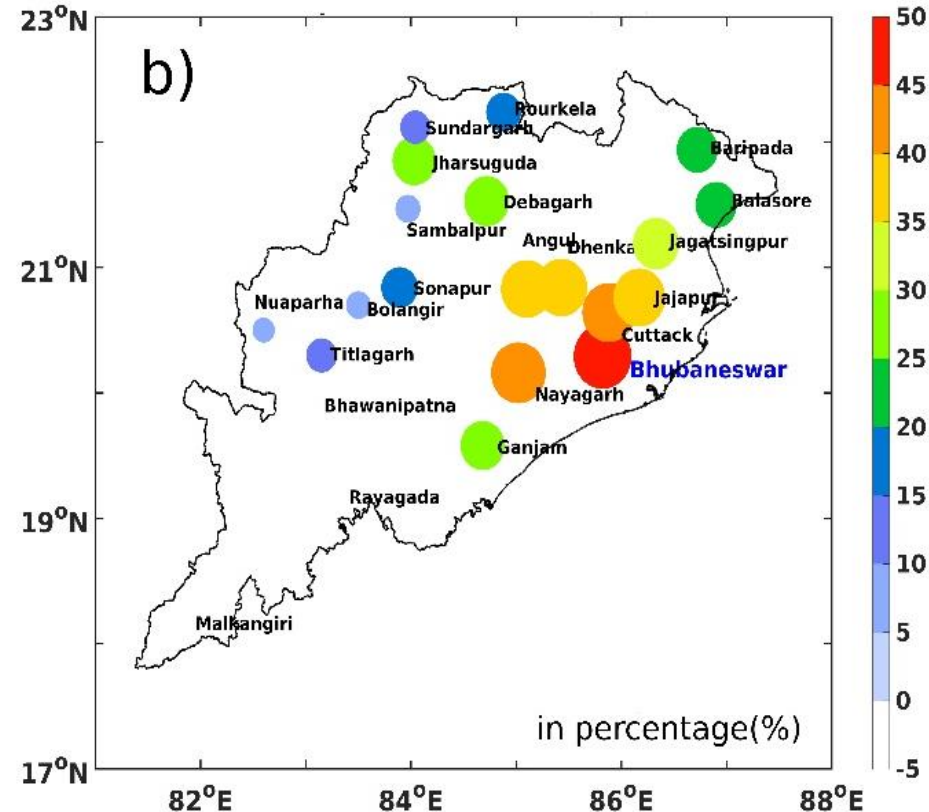 23°N
b)
50
45
40
35
30
25
20
15
10
5
0
-5
Rourkela
Sundargarh
Jharsuguda
Baripada
Debagarh
Balasore
Sambalpur
Angul
Dhenka
Jagatsingpur
21°N
Sonapur
Nuaparha
Bolangir
Jajapur
Cuttack
Titlagarh
Bhubaneswar
Nayagarh
Bhawanipatna
Ganjam
Rayagada
19°N
Malkangiri
in percentage(%)
17°N
82°E
84°E
86°E
88°E